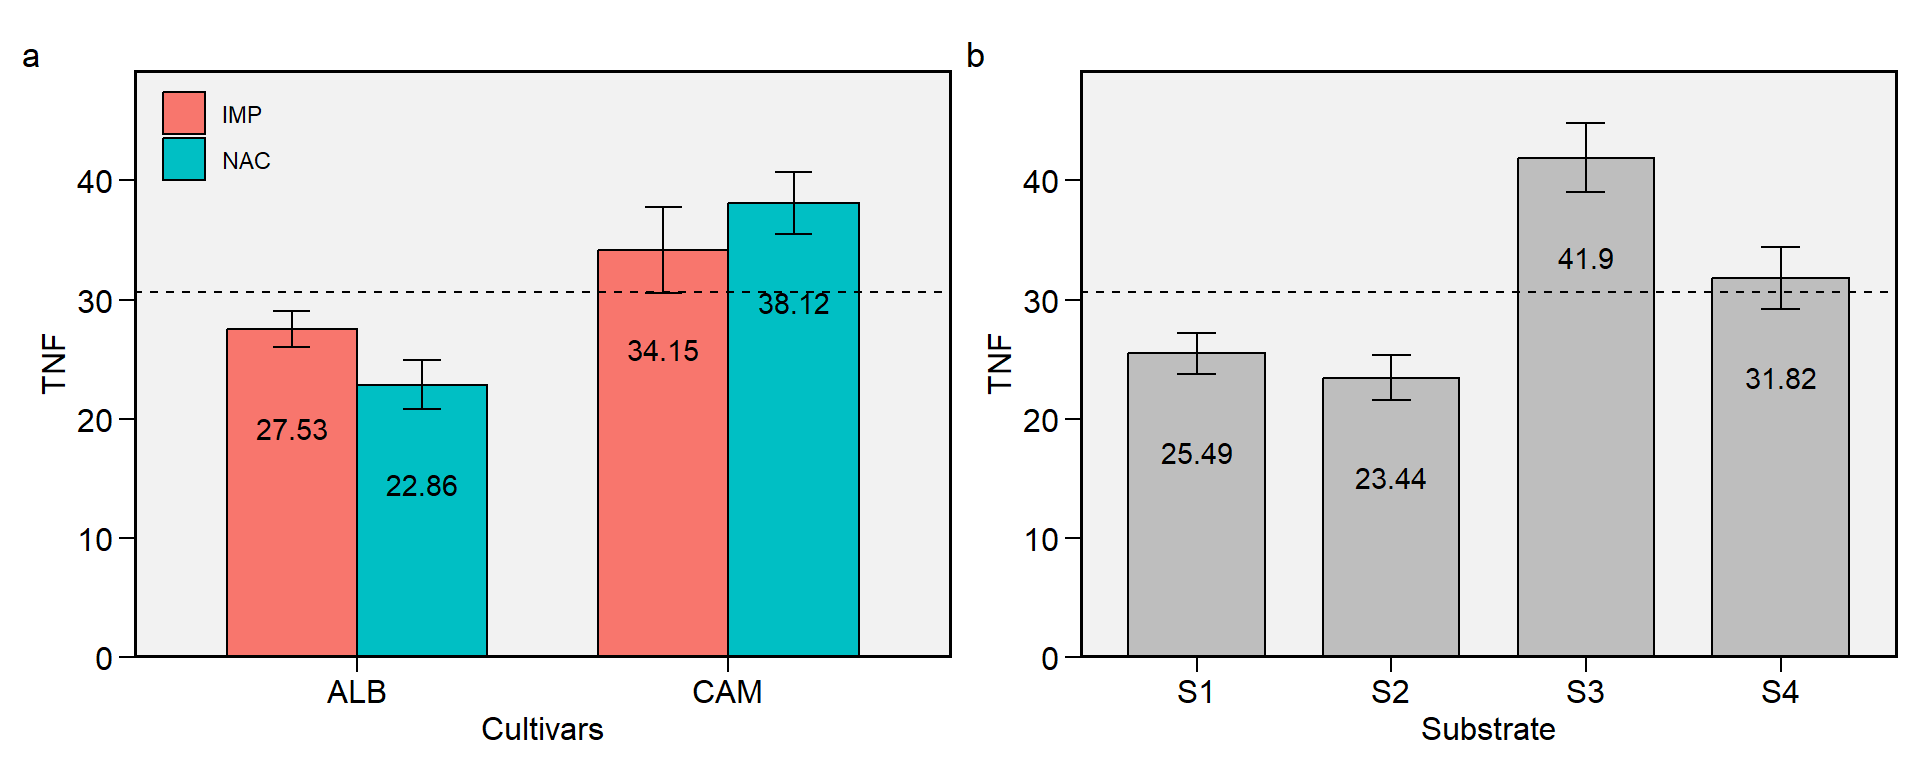 a
IMP
NAC
TNF
40
30
20
10
0
27.53
22.86
34.15
38.12
ALB
CAM
Cultivars
b
TNF
40
30
20
10
0
25.49
23.44
41.9
31.82
S1
S2
S3
S4
Substrate